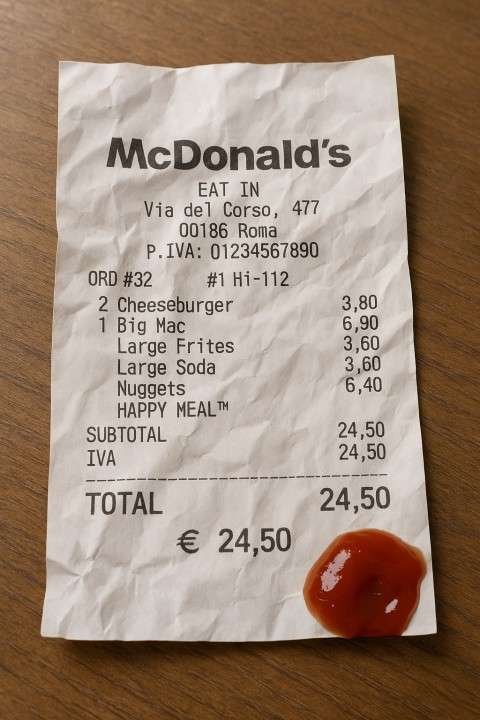 McDonald's
EAT IN
Via del Corso, 477
00186 Roma
P.IVA: 01234567890
ORD #32 #1 Hi-112
2 Cheeseburger 3,80
1 Big Mac 6,90
Large Frites 3,60
Large Soda 3,60
Nuggets 6,40
HAPPY MEAL™
SUBTOTAL 24,50
IVA 24,50
TOTAL 24,50
€ 24,50